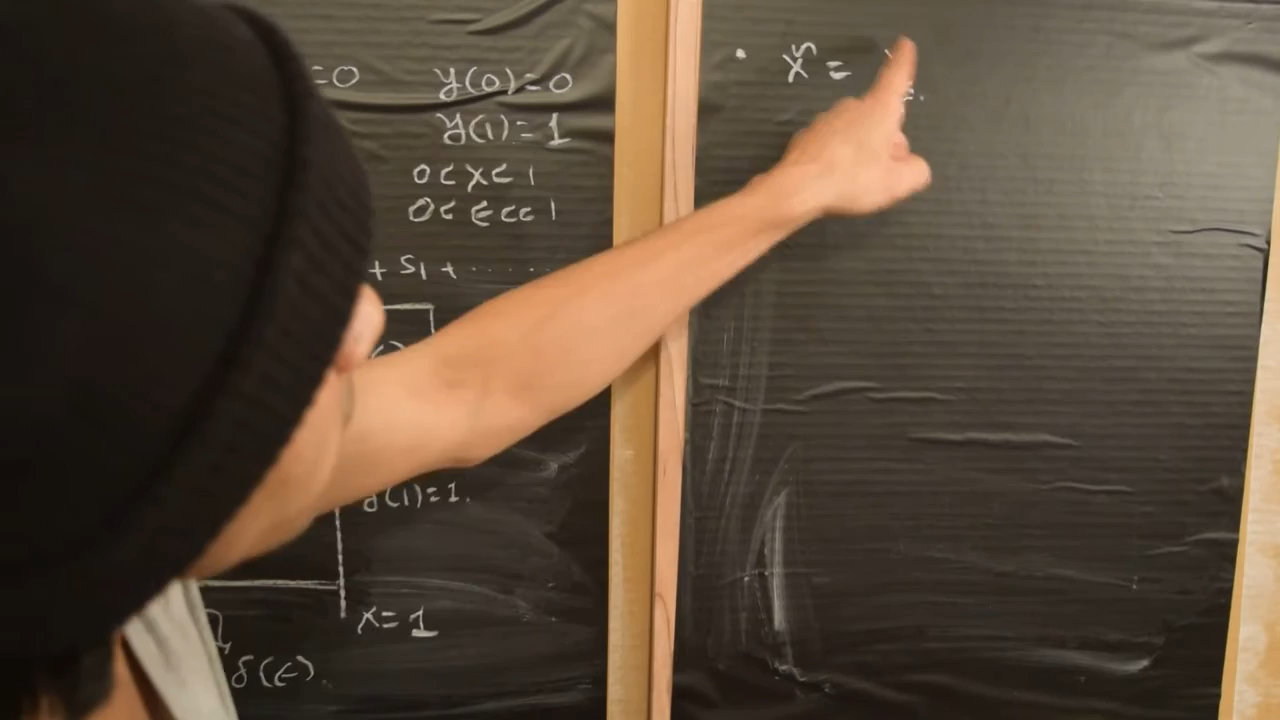 =0
y(0)=0
y(1)=1
0<x<1
0<ε<<1
+ S1 + ......
y(1)=1.
x=1
δ(ε).
· x̃ =
ε.